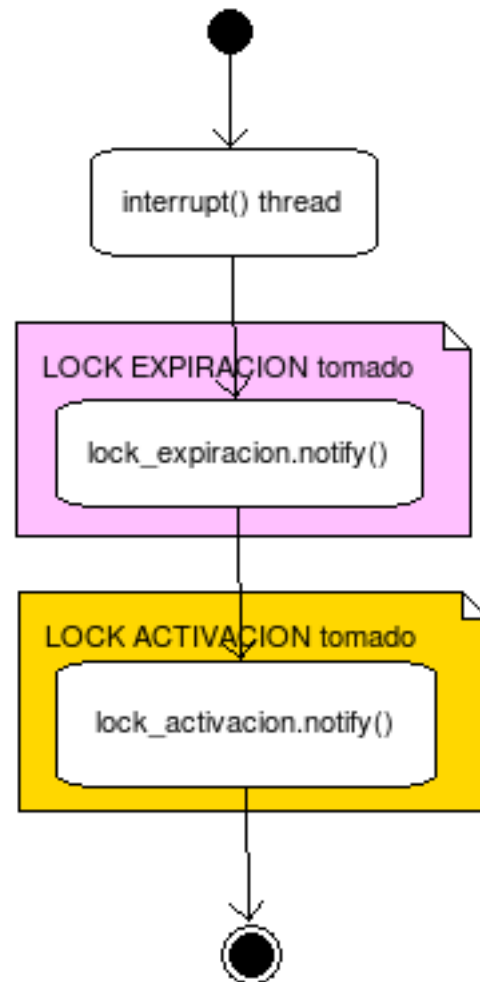 interrupt() thread
LOCK EXPIRACION tomado
lock_expiracion.notify()
LOCK ACTIVACION tomado
lock_activacion.notify()